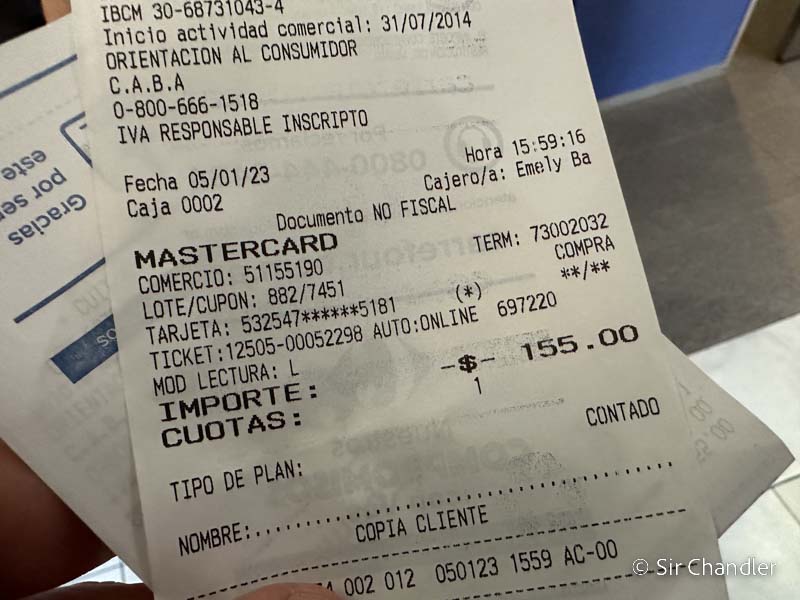 IBCM 30-68731043-4
Inicio actividad comercial: 31/07/2014
ORIENTACION AL CONSUMIDOR
C.A.B.A
0-800-666-1518
IVA RESPONSABLE INSCRIPTO
Fecha 05/01/23 Hora 15:59:16
Caja 0002 Cajero/a: Emely Ba
Documento NO FISCAL
MASTERCARD TERM: 73002032
COMERCIO: 51155190 COMPRA
LOTE/CUPON: 882/7451 **/**
TARJETA: 532547******5181 (*)
TICKET:12505-00052298 AUTO:ONLINE 697220
MOD LECTURA: L
IMPORTE: -$- 155.00
CUOTAS: 1
CONTADO
TIPO DE PLAN:
NOMBRE:
COPIA CLIENTE
002 012 050123 1559 AC-00
Gracias
por ser
este
© Sir Chandler